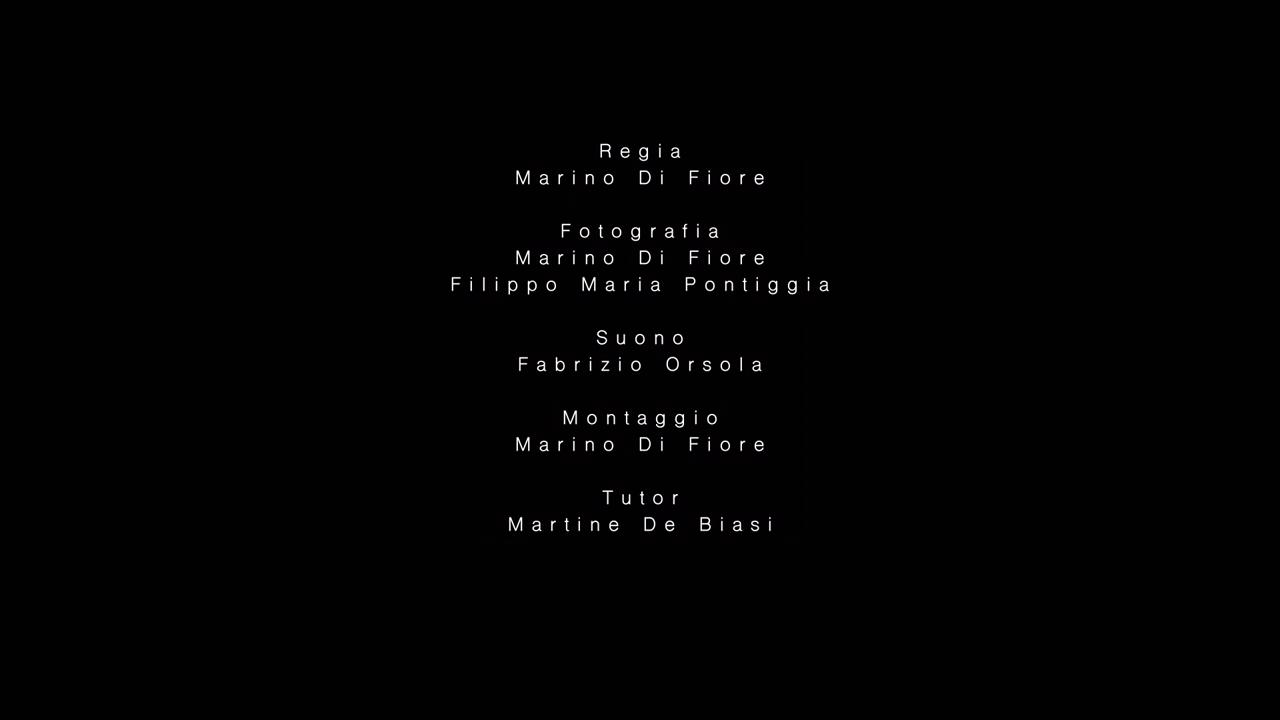 Regia
Marino Di Fiore
Fotografia
Marino Di Fiore
Filippo Maria Pontiggia
Suono
Fabrizio Orsola
Montaggio
Marino Di Fiore
Tutor
Martine De Biasi